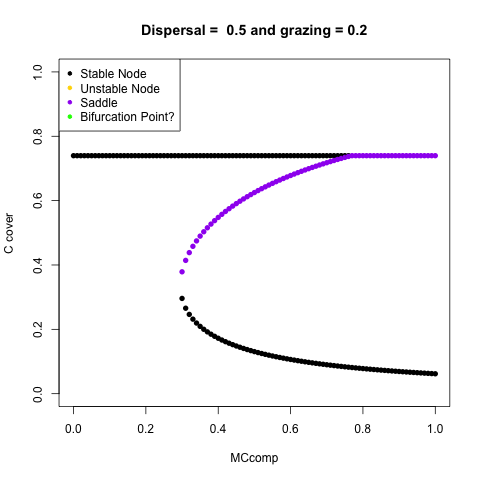 Dispersal =  0.5 and grazing = 0.2
Stable Node
Unstable Node
Saddle
Bifurcation Point?
1.0
0.8
0.6
0.4
0.2
0.0
C cover
0.0 0.2 0.4 0.6 0.8 1.0
MCcomp